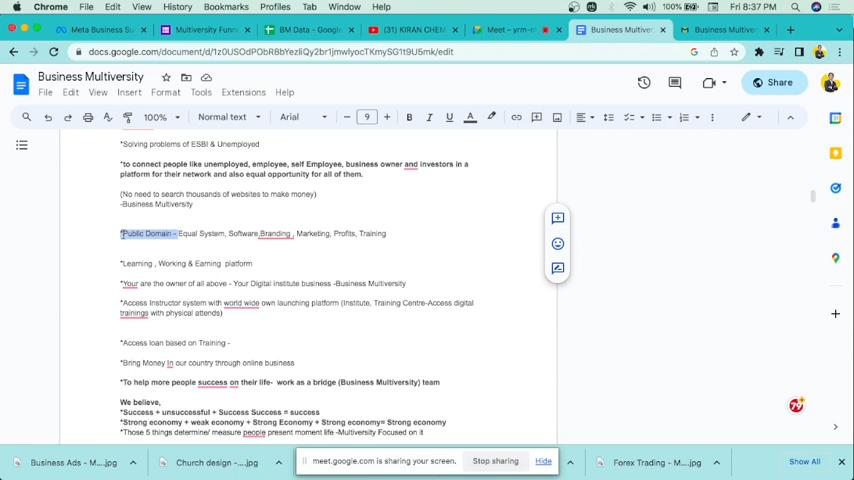 Chrome File Edit View History Bookmarks Profiles Tab Window Help 100% Fri 8:37 PM
Meta Business Su Multiversity Funne BM Data - Google (31) KIRAN CHEM Meet – yrm-n Business Multivers Business Multivers
docs.google.com/document/d/1z0USOdPObR8bYezliQy2br1jmwlyocTKmySG1t9U5mk/edit
Business Multiversity
File Edit View Insert Format Tools Extensions Help
Share
100% Normal text Arial 9 B I U A
*Solving problems of ESBI & Unemployed
*to connect people like unemployed, employee, self Employee, business owner and investors in a
platform for their network and also equal opportunity for all of them.
(No need to search thousands of websites to make money)
-Business Multiversity
*Public Domain - Equal System, Software,Branding , Marketing, Profits, Training
*Learning , Working & Earning platform
*Your are the owner of all above - Your Digital institute business -Business Multiversity
*Access Instructor system with world wide own launching platform (Institute, Training Centre-Access digital
trainings with physical attends)
*Access loan based on Training -
*Bring Money In our country through online business
*To help more people success on their life- work as a bridge (Business Multiversity) team
We believe,
*Success + unsuccessful + Success Success = success
*Strong economy + weak economy + Strong Economy + Strong economy= Strong economy
*Those 5 things determine/ measure people present moment life -Multiversity Focused on it
79
Business Ads - M....jpg Church design -....jpg meet.google.com is sharing your screen. Stop sharing Hide Forex Trading - M....jpg Show All